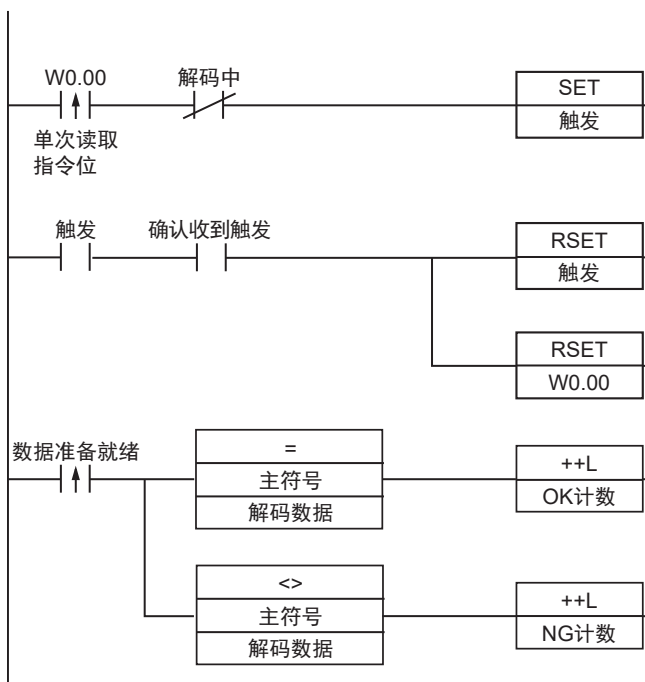 W0.00
解码中
SET
触发
单次读取
指令位
触发
确认收到触发
RSET
触发
RSET
W0.00
数据准备就绪
=
主符号
解码数据
++L
OK计数
<>
主符号
解码数据
++L
NG计数